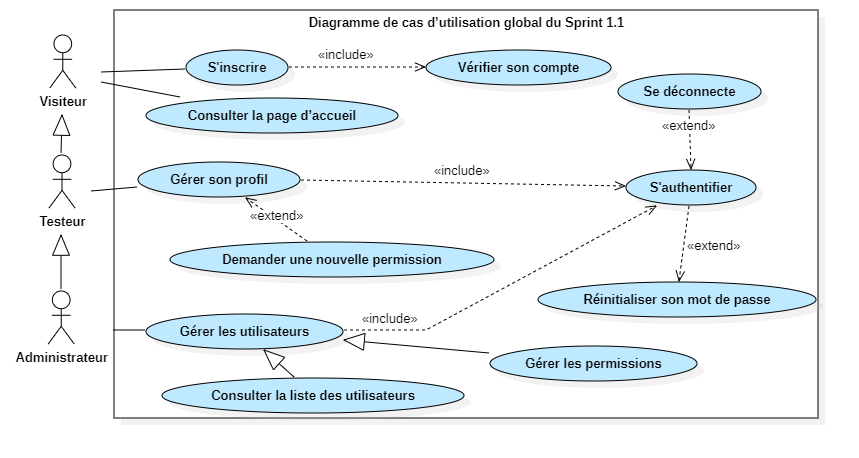 Diagramme de cas d'utilisation global du Sprint 1.1
«include»
S'inscrire
Vérifier son compte
Se déconnecte
Visiteur
Consulter la page d'accueil
«extend»
«include»
Gérer son profil
S'authentifier
Testeur
«extend»
«extend»
Demander une nouvelle permission
Réinitialiser son mot de passe
«include»
Gérer les utilisateurs
Administrateur
Gérer les permissions
Consulter la liste des utilisateurs